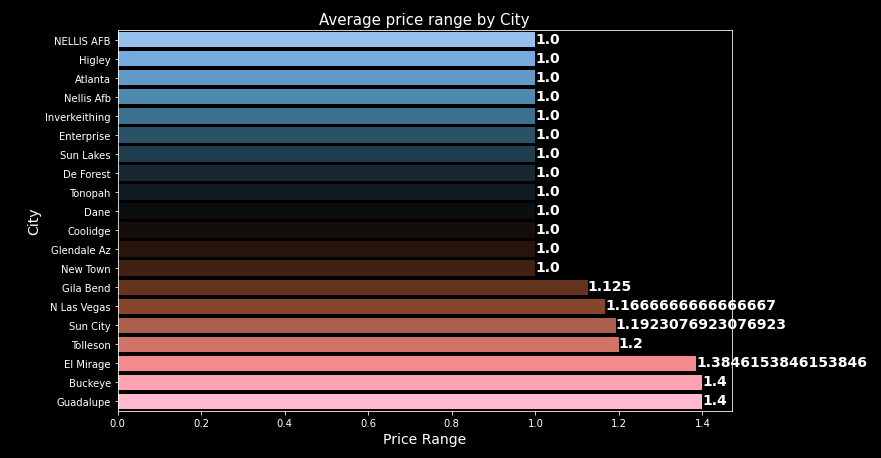 Average price range by City
NELLIS AFB 1.0
Higley 1.0
Atlanta 1.0
Nellis Afb 1.0
Inverkeithing 1.0
Enterprise 1.0
Sun Lakes 1.0
De Forest 1.0
Tonopah 1.0
Dane 1.0
Coolidge 1.0
Glendale Az 1.0
New Town 1.0
Gila Bend 1.125
N Las Vegas 1.1666666666666667
Sun City 1.1923076923076923
Tolleson 1.2
El Mirage 1.3846153846153846
Buckeye 1.4
Guadalupe 1.4
City
0.0 0.2 0.4 0.6 0.8 1.0 1.2 1.4
Price Range